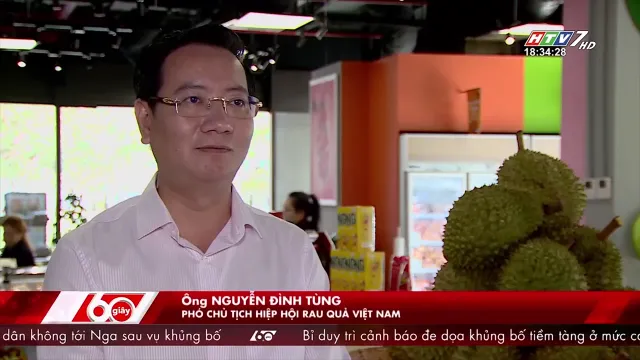 HTV7 HD
18:34:28
Ông NGUYỄN ĐÌNH TÙNG
60 giây
PHÓ CHỦ TỊCH HIỆP HỘI RAU QUẢ VIỆT NAM
dân không tới Nga sau vụ khủng bố 60 Bỉ duy trì cảnh báo đe dọa khủng bố tiềm tàng ở mức c